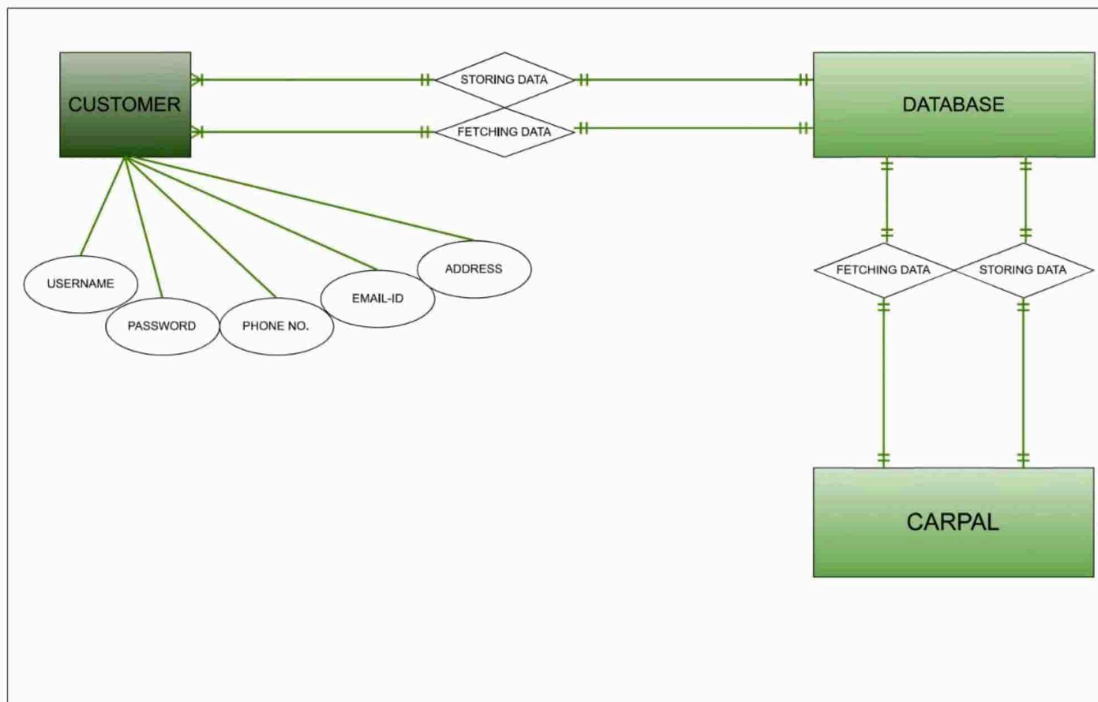 CUSTOMER
STORING DATA
DATABASE
FETCHING DATA
USERNAME
PASSWORD
PHONE NO.
EMAIL-ID
ADDRESS
FETCHING DATA
STORING DATA
CARPAL